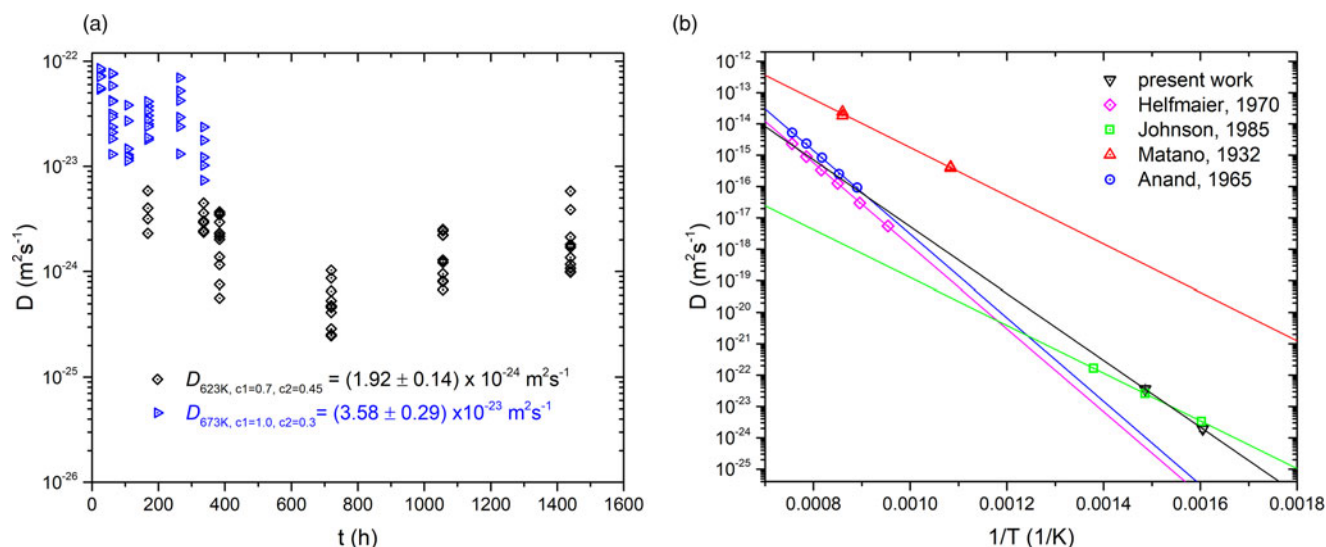 (a)
10⁻²²
10⁻²³
10⁻²⁴
10⁻²⁵
10⁻²⁶
D (m²s⁻¹)
D623K, c1=0.7, c2=0.45 = (1.92 ± 0.14) x 10⁻²⁴ m²s⁻¹
D673K, c1=1.0, c2=0.3 = (3.58 ± 0.29) x10⁻²³ m²s⁻¹
0 200 400 600 800 1000 1200 1400 1600
t (h)
(b)
10⁻¹²
10⁻¹³
10⁻¹⁴
10⁻¹⁵
10⁻¹⁶
10⁻¹⁷
10⁻¹⁸
10⁻¹⁹
10⁻²⁰
10⁻²¹
10⁻²²
10⁻²³
10⁻²⁴
10⁻²⁵
D (m²s⁻¹)
present work
Helfmaier, 1970
Johnson, 1985
Matano, 1932
Anand, 1965
0.0008 0.0010 0.0012 0.0014 0.0016 0.0018
1/T (1/K)